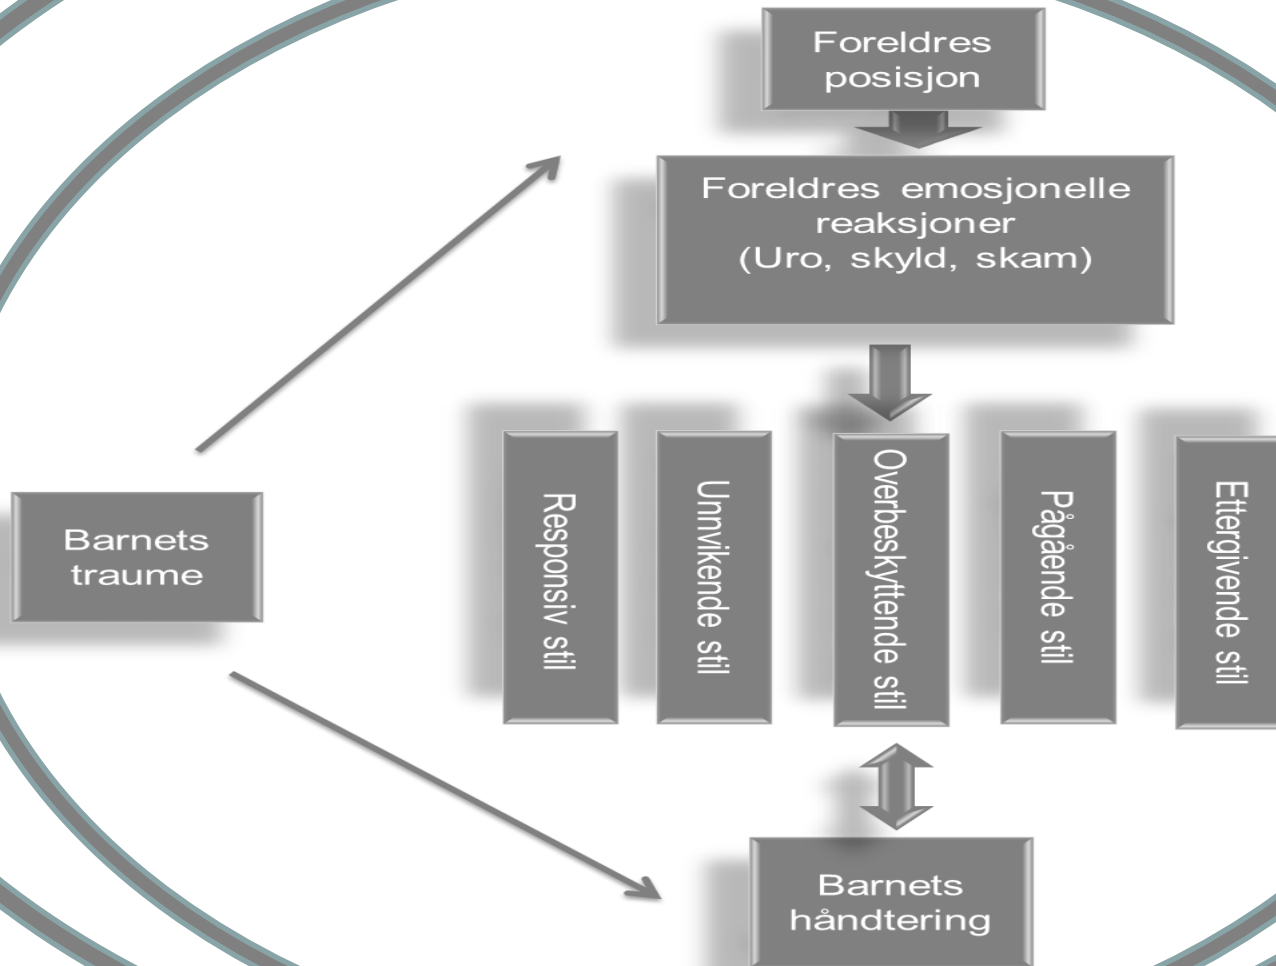 Foreldres
posisjon
Foreldres emosjonelle
reaksjoner
(Uro, skyld, skam)
Barnets
traume
Responsiv stil
Unnvikende stil
Overbeskyttende stil
Pågående stil
Ettergivende stil
Barnets
håndtering